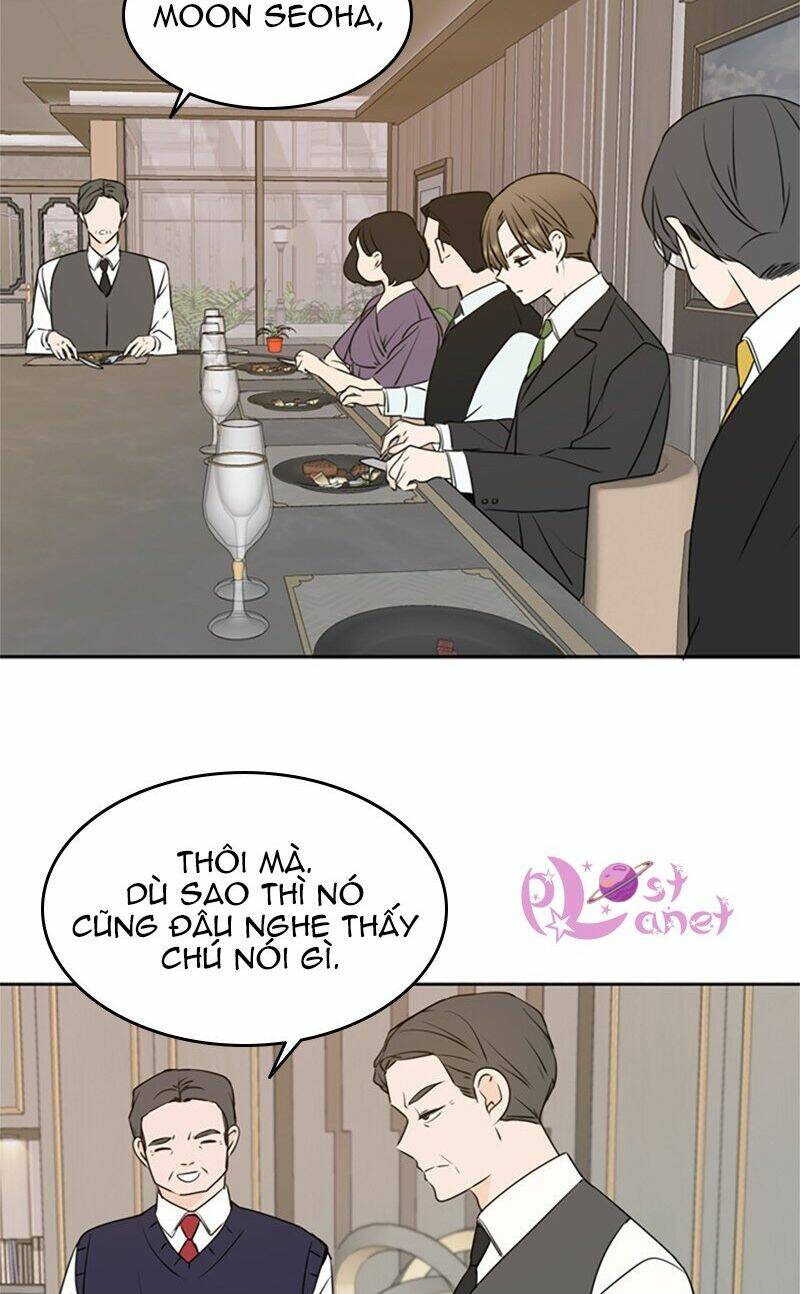 MOON SEOHA,
THÔI MÀ.
DÙ SAO THÌ NÓ
CŨNG ĐÂU NGHE THẤY
CHÚ NÓI GÌ.
Lost
Planet